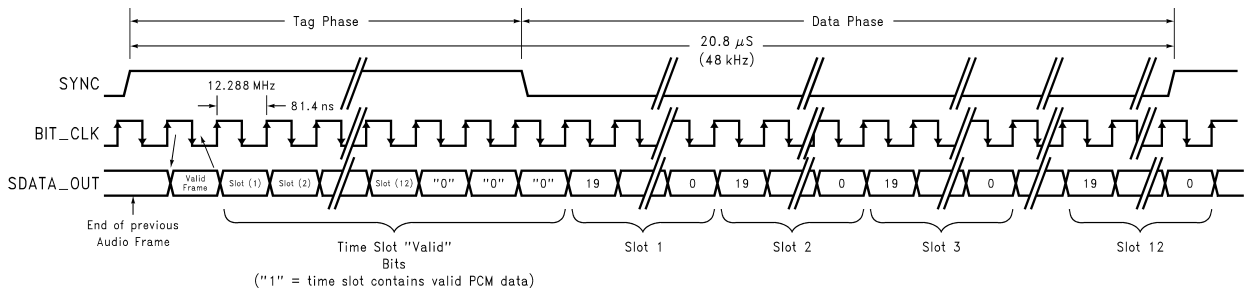 Tag Phase
Data Phase
20.8 μS
(48 kHz)
SYNC
12.288 MHz
81.4 ns
BIT_CLK
SDATA_OUT
Valid
Frame
Slot (1)
Slot (2)
Slot (12)
"0"
"0"
"0"
19
0
19
0
19
0
19
0
End of previous
Audio Frame
Time Slot "Valid"
Bits
("1" = time slot contains valid PCM data)
Slot 1
Slot 2
Slot 3
Slot 12